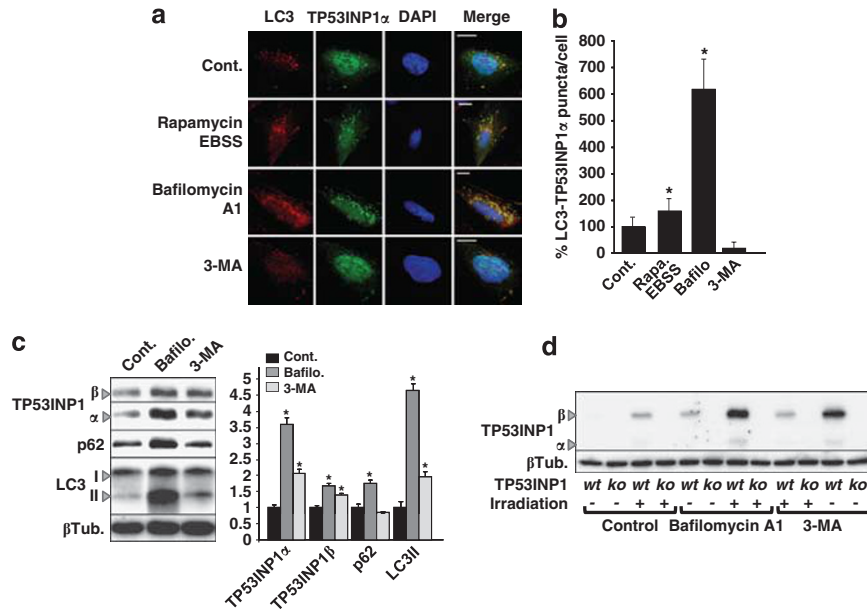 a
LC3 TP53INP1α DAPI Merge
Cont.
Rapamycin
EBSS
Bafilomycin
A1
3-MA
b
% LC3-TP53INP1α puncta/cell
800
700
600
500
400
300
200
100
0
*
*
Cont.
Rapa.
EBSS
Bafilo
3-MA
c
Cont.
Bafilo.
3-MA
TP53INP1
β
α
p62
LC3
I
II
βTub.
Cont.
Bafilo.
3-MA
5
4.5
4
3.5
3
2.5
2
1.5
1
0.5
*
*
*
*
*
*
*
TP53INP1α
TP53INP1β
p62
LC3II
d
TP53INP1
β
α
βTub.
TP53INP1 wt ko wt ko wt ko wt ko wt ko wt ko
Irradiation - - + + - - + + + + - -
Control Bafilomycin A1 3-MA